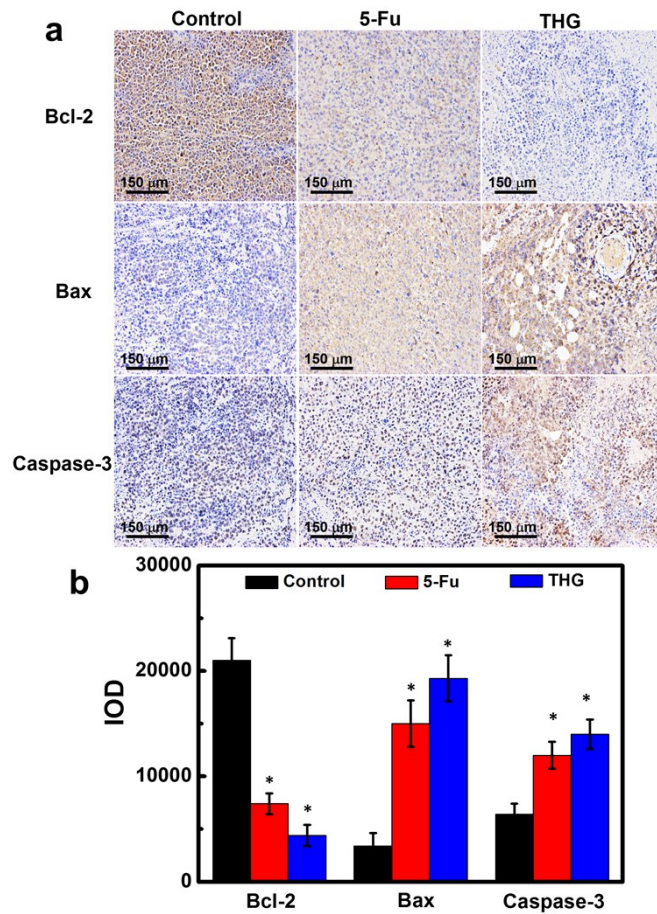 a
Control 5-Fu THG
Bcl-2
150 μm 150 μm 150 μm
Bax
150 μm 150 μm 150 μm
Caspase-3
150 μm 150 μm 150 μm
b
30000
Control 5-Fu THG
20000
* *
* *
* *
IOD
10000
0
Bcl-2 Bax Caspase-3